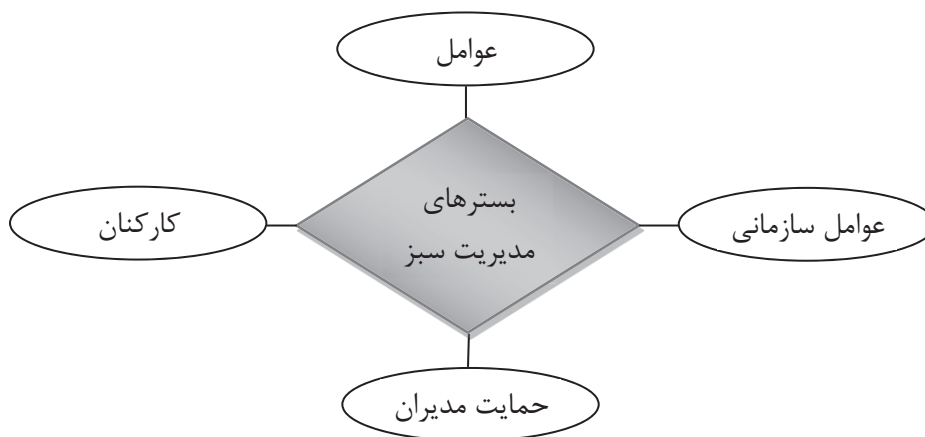 عوامل
بسترهای
مدیریت سبز
عوامل سازمانی
کارکنان
حمایت مدیران